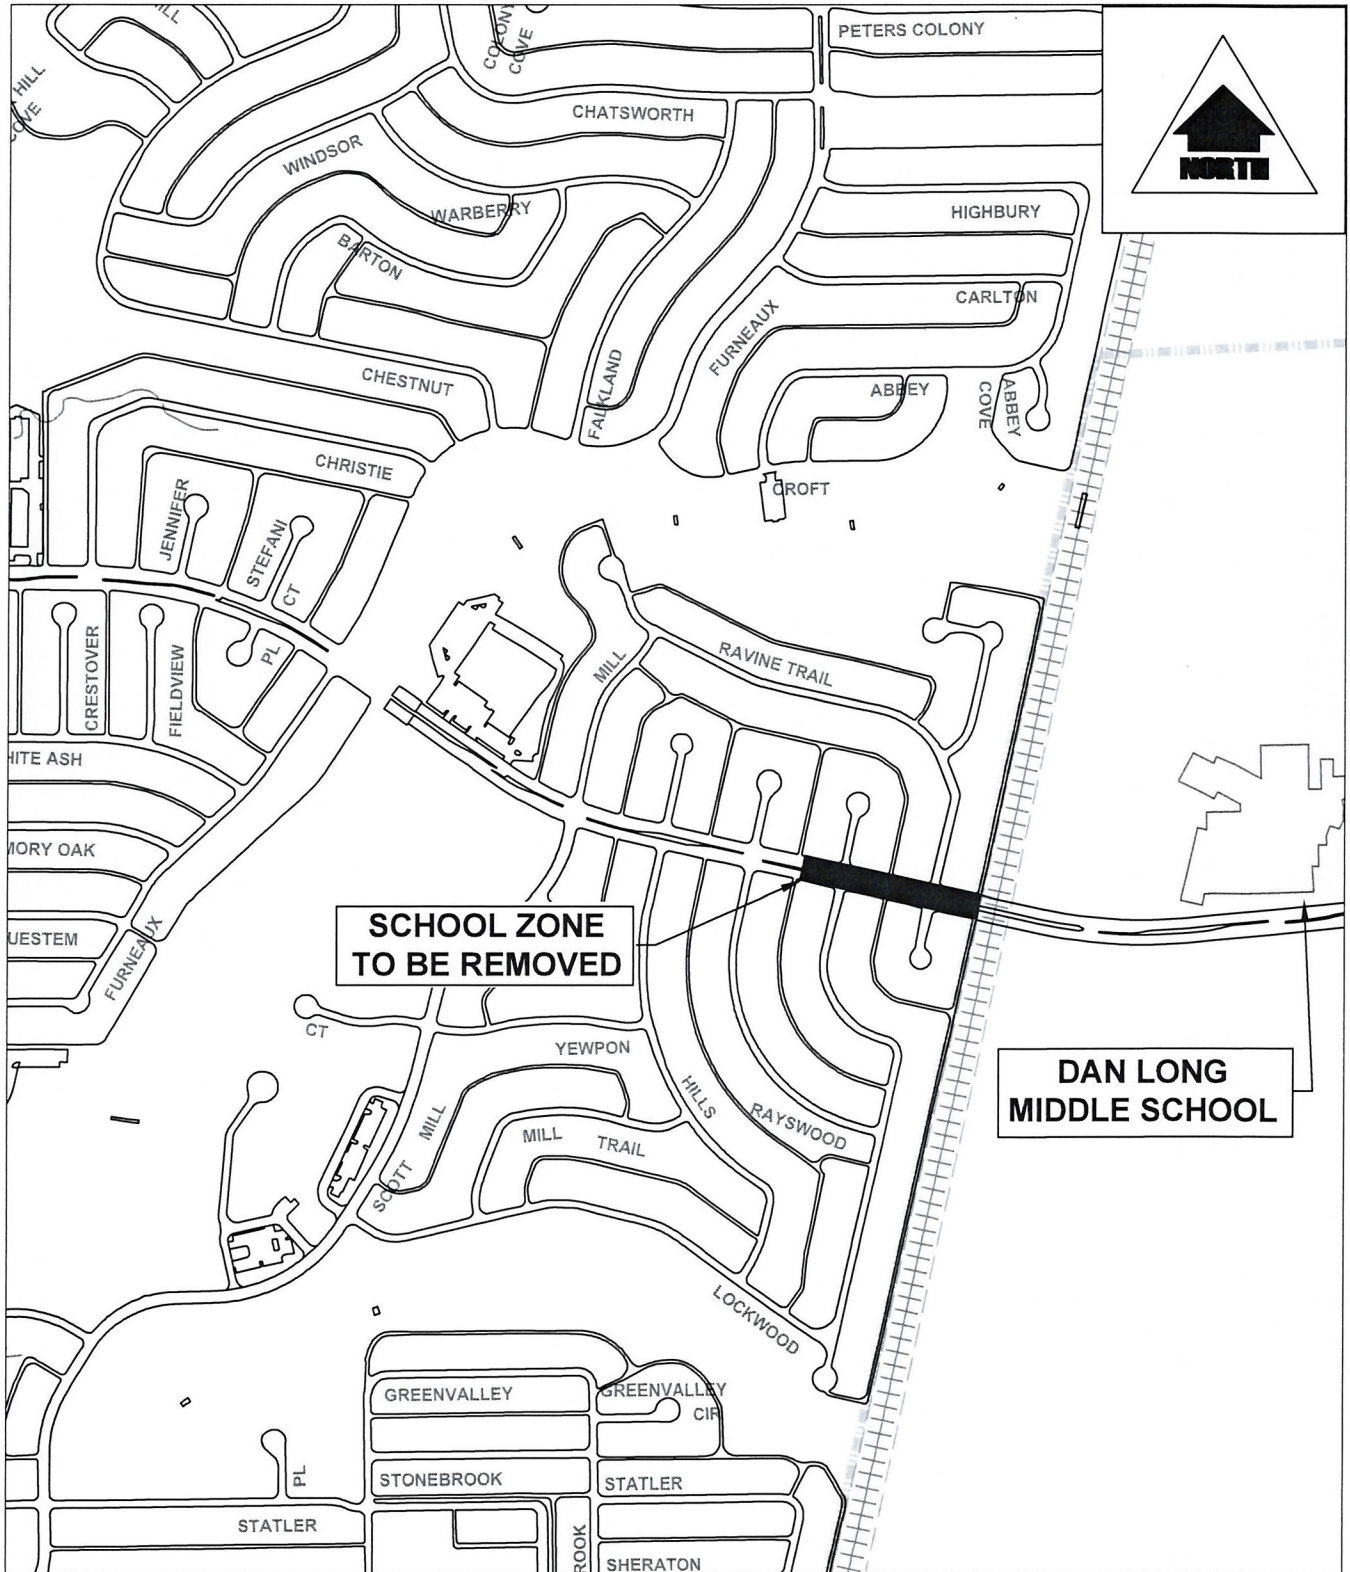 HILL
COLONY
COVE
PETERS COLONY
HILL
COVE
CHATSWORTH
WINDSOR
NORTH
WARBERRY
HIGHBURY
BARTON
CARLTON
FURNEAUX
CHESTNUT
FALKLAND
ABBEY
ABBEY
COVE
CHRISTIE
CROFT
JENNIFER
STEFANI
CT
CRESTOVER
FIELDVIEW
PL
MILL
RAVINE TRAIL
HITE ASH
MORY OAK
UESTEM
FURNEAUX
SCHOOL ZONE
TO BE REMOVED
CT
YEWPON
DAN LONG
MIDDLE SCHOOL
HILLS
RAYSWOOD
MILL
MILL TRAIL
SCOTT
LOCKWOOD
GREENVALLEY
GREENVALLEY
CIR
PL
STONEBROOK
STATLER
STATLER
ROOK
SHERATON